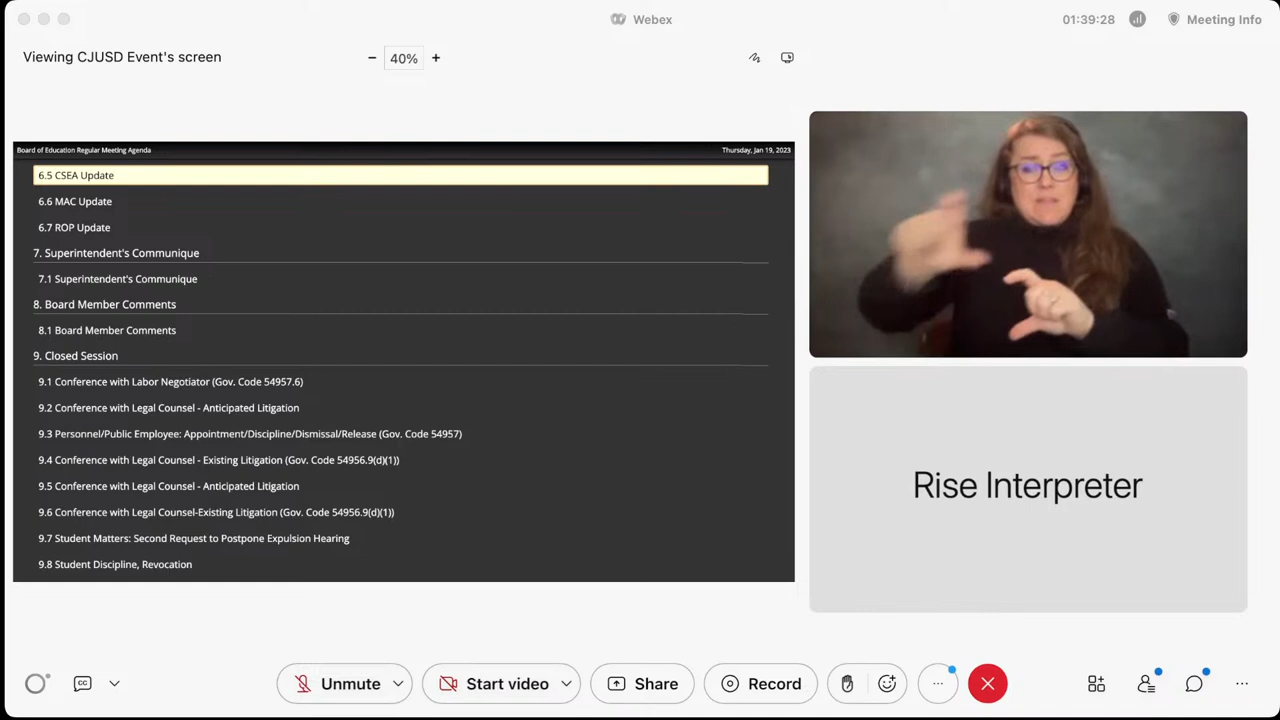 Webex
01:39:28
Meeting Info
Viewing CJUSD Event's screen
− 40% +
Board of Education Regular Meeting Agenda
Thursday, Jan 19, 2023
6.5 CSEA Update
6.6 MAC Update
6.7 ROP Update
7. Superintendent's Communique
7.1 Superintendent's Communique
8. Board Member Comments
8.1 Board Member Comments
9. Closed Session
9.1 Conference with Labor Negotiator (Gov. Code 54957.6)
9.2 Conference with Legal Counsel - Anticipated Litigation
9.3 Personnel/Public Employee: Appointment/Discipline/Dismissal/Release (Gov. Code 54957)
9.4 Conference with Legal Counsel - Existing Litigation (Gov. Code 54956.9(d)(1))
9.5 Conference with Legal Counsel - Anticipated Litigation
9.6 Conference with Legal Counsel-Existing Litigation (Gov. Code 54956.9(d)(1))
9.7 Student Matters: Second Request to Postpone Expulsion Hearing
9.8 Student Discipline, Revocation
Rise Interpreter
CC
Unmute
Start video
Share
Record